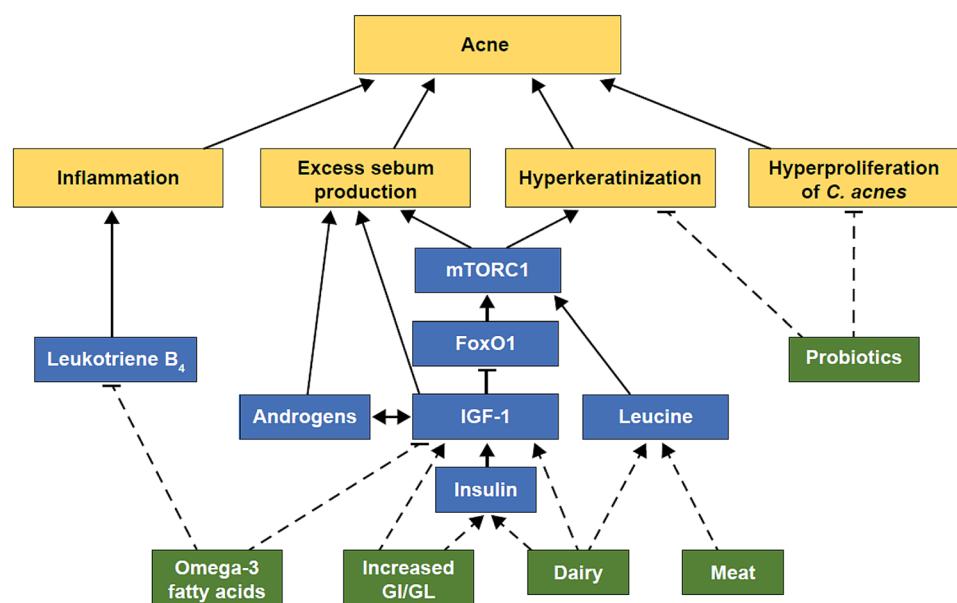 Acne
Inflammation
Excess sebum
production
Hyperkeratinization
Hyperproliferation
of C. acnes
mTORC1
FoxO1
Leukotriene B₄
Probiotics
Androgens
IGF-1
Leucine
Insulin
Omega-3
fatty acids
Increased
GI/GL
Dairy
Meat